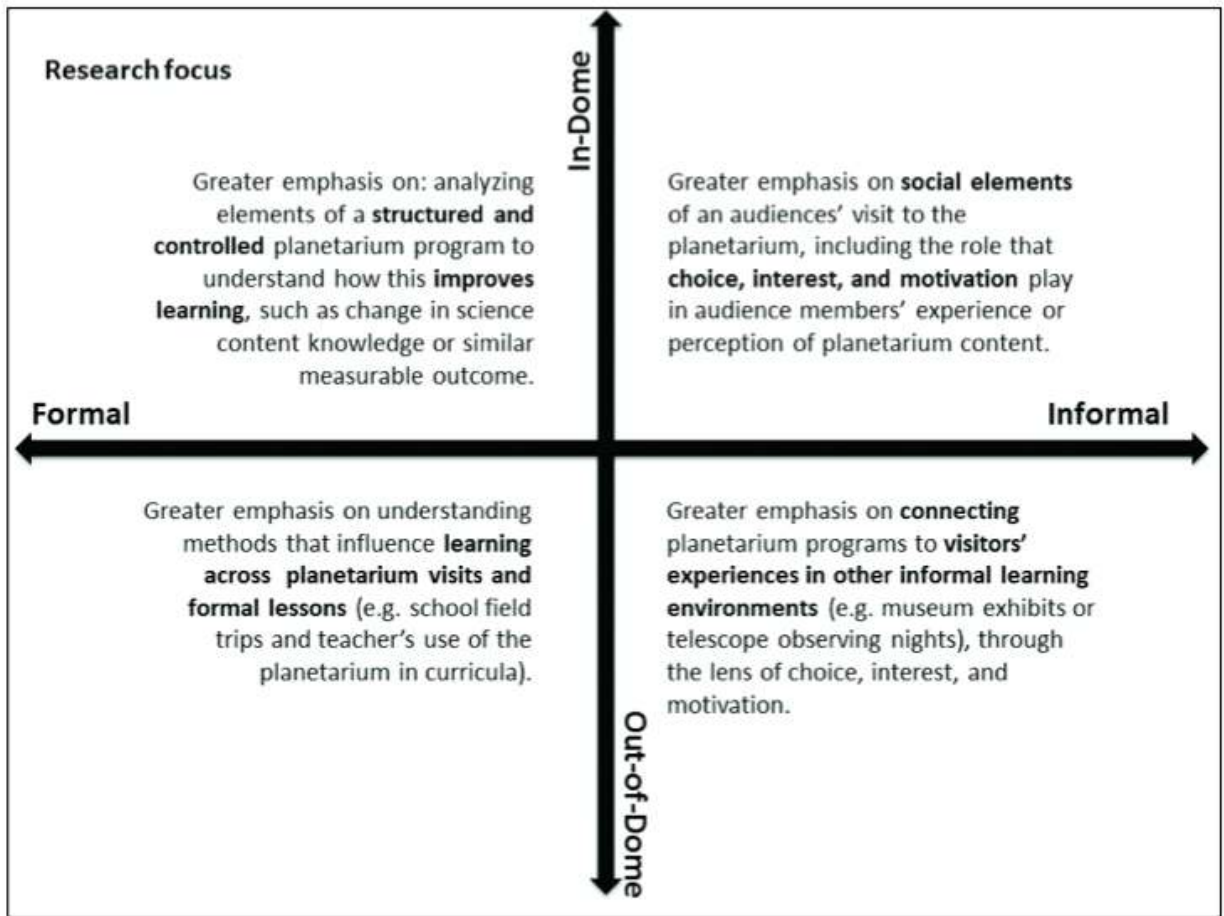 Research focus
In-Dome
Greater emphasis on: analyzing
elements of a structured and
controlled planetarium program to
understand how this improves
learning, such as change in science
content knowledge or similar
measurable outcome.
Greater emphasis on social elements
of an audiences' visit to the
planetarium, including the role that
choice, interest, and motivation play
in audience members' experience or
perception of planetarium content.
Formal
Informal
Greater emphasis on understanding
methods that influence learning
across planetarium visits and
formal lessons (e.g. school field
trips and teacher's use of the
planetarium in curricula).
Greater emphasis on connecting
planetarium programs to visitors'
experiences in other informal learning
environments (e.g. museum exhibits or
telescope observing nights), through
the lens of choice, interest, and
motivation.
Out-of-Dome